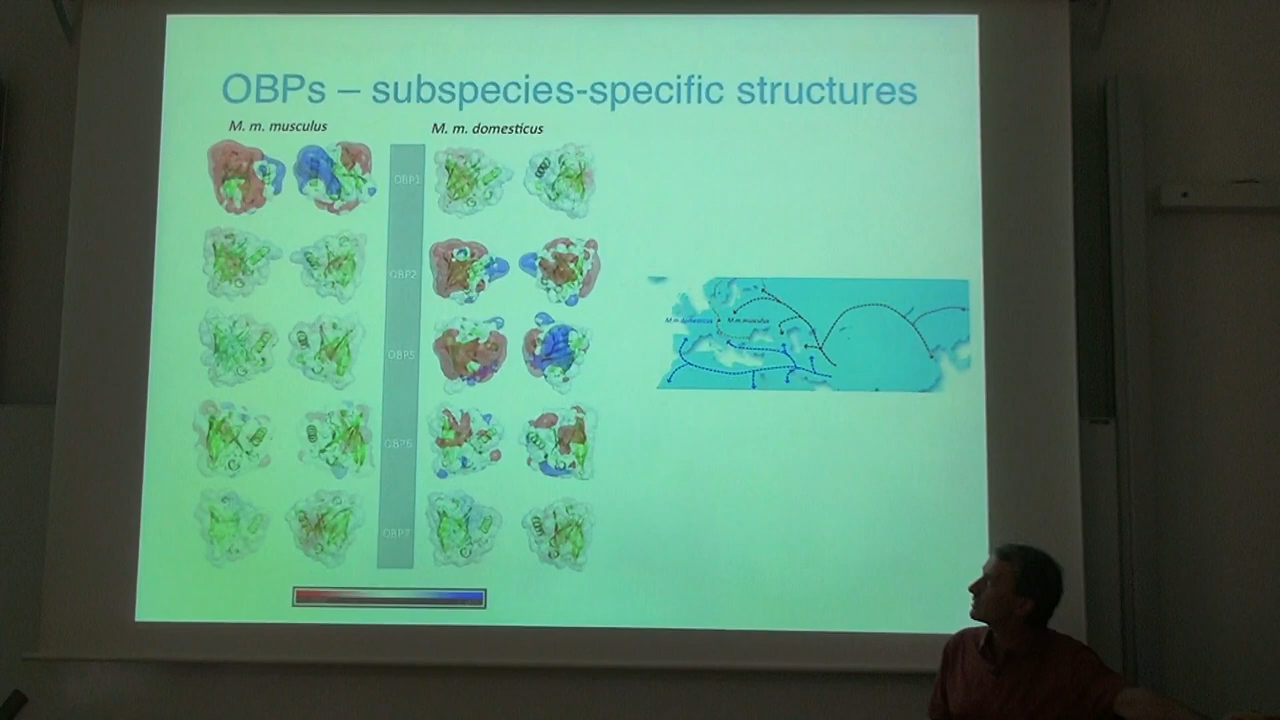 OBPs – subspecies-specific structures
M. m. musculus
M. m. domesticus
OBP1
OBP2
OBP5
OBP6
OBP7
M. m. domesticus
M. m. musculus